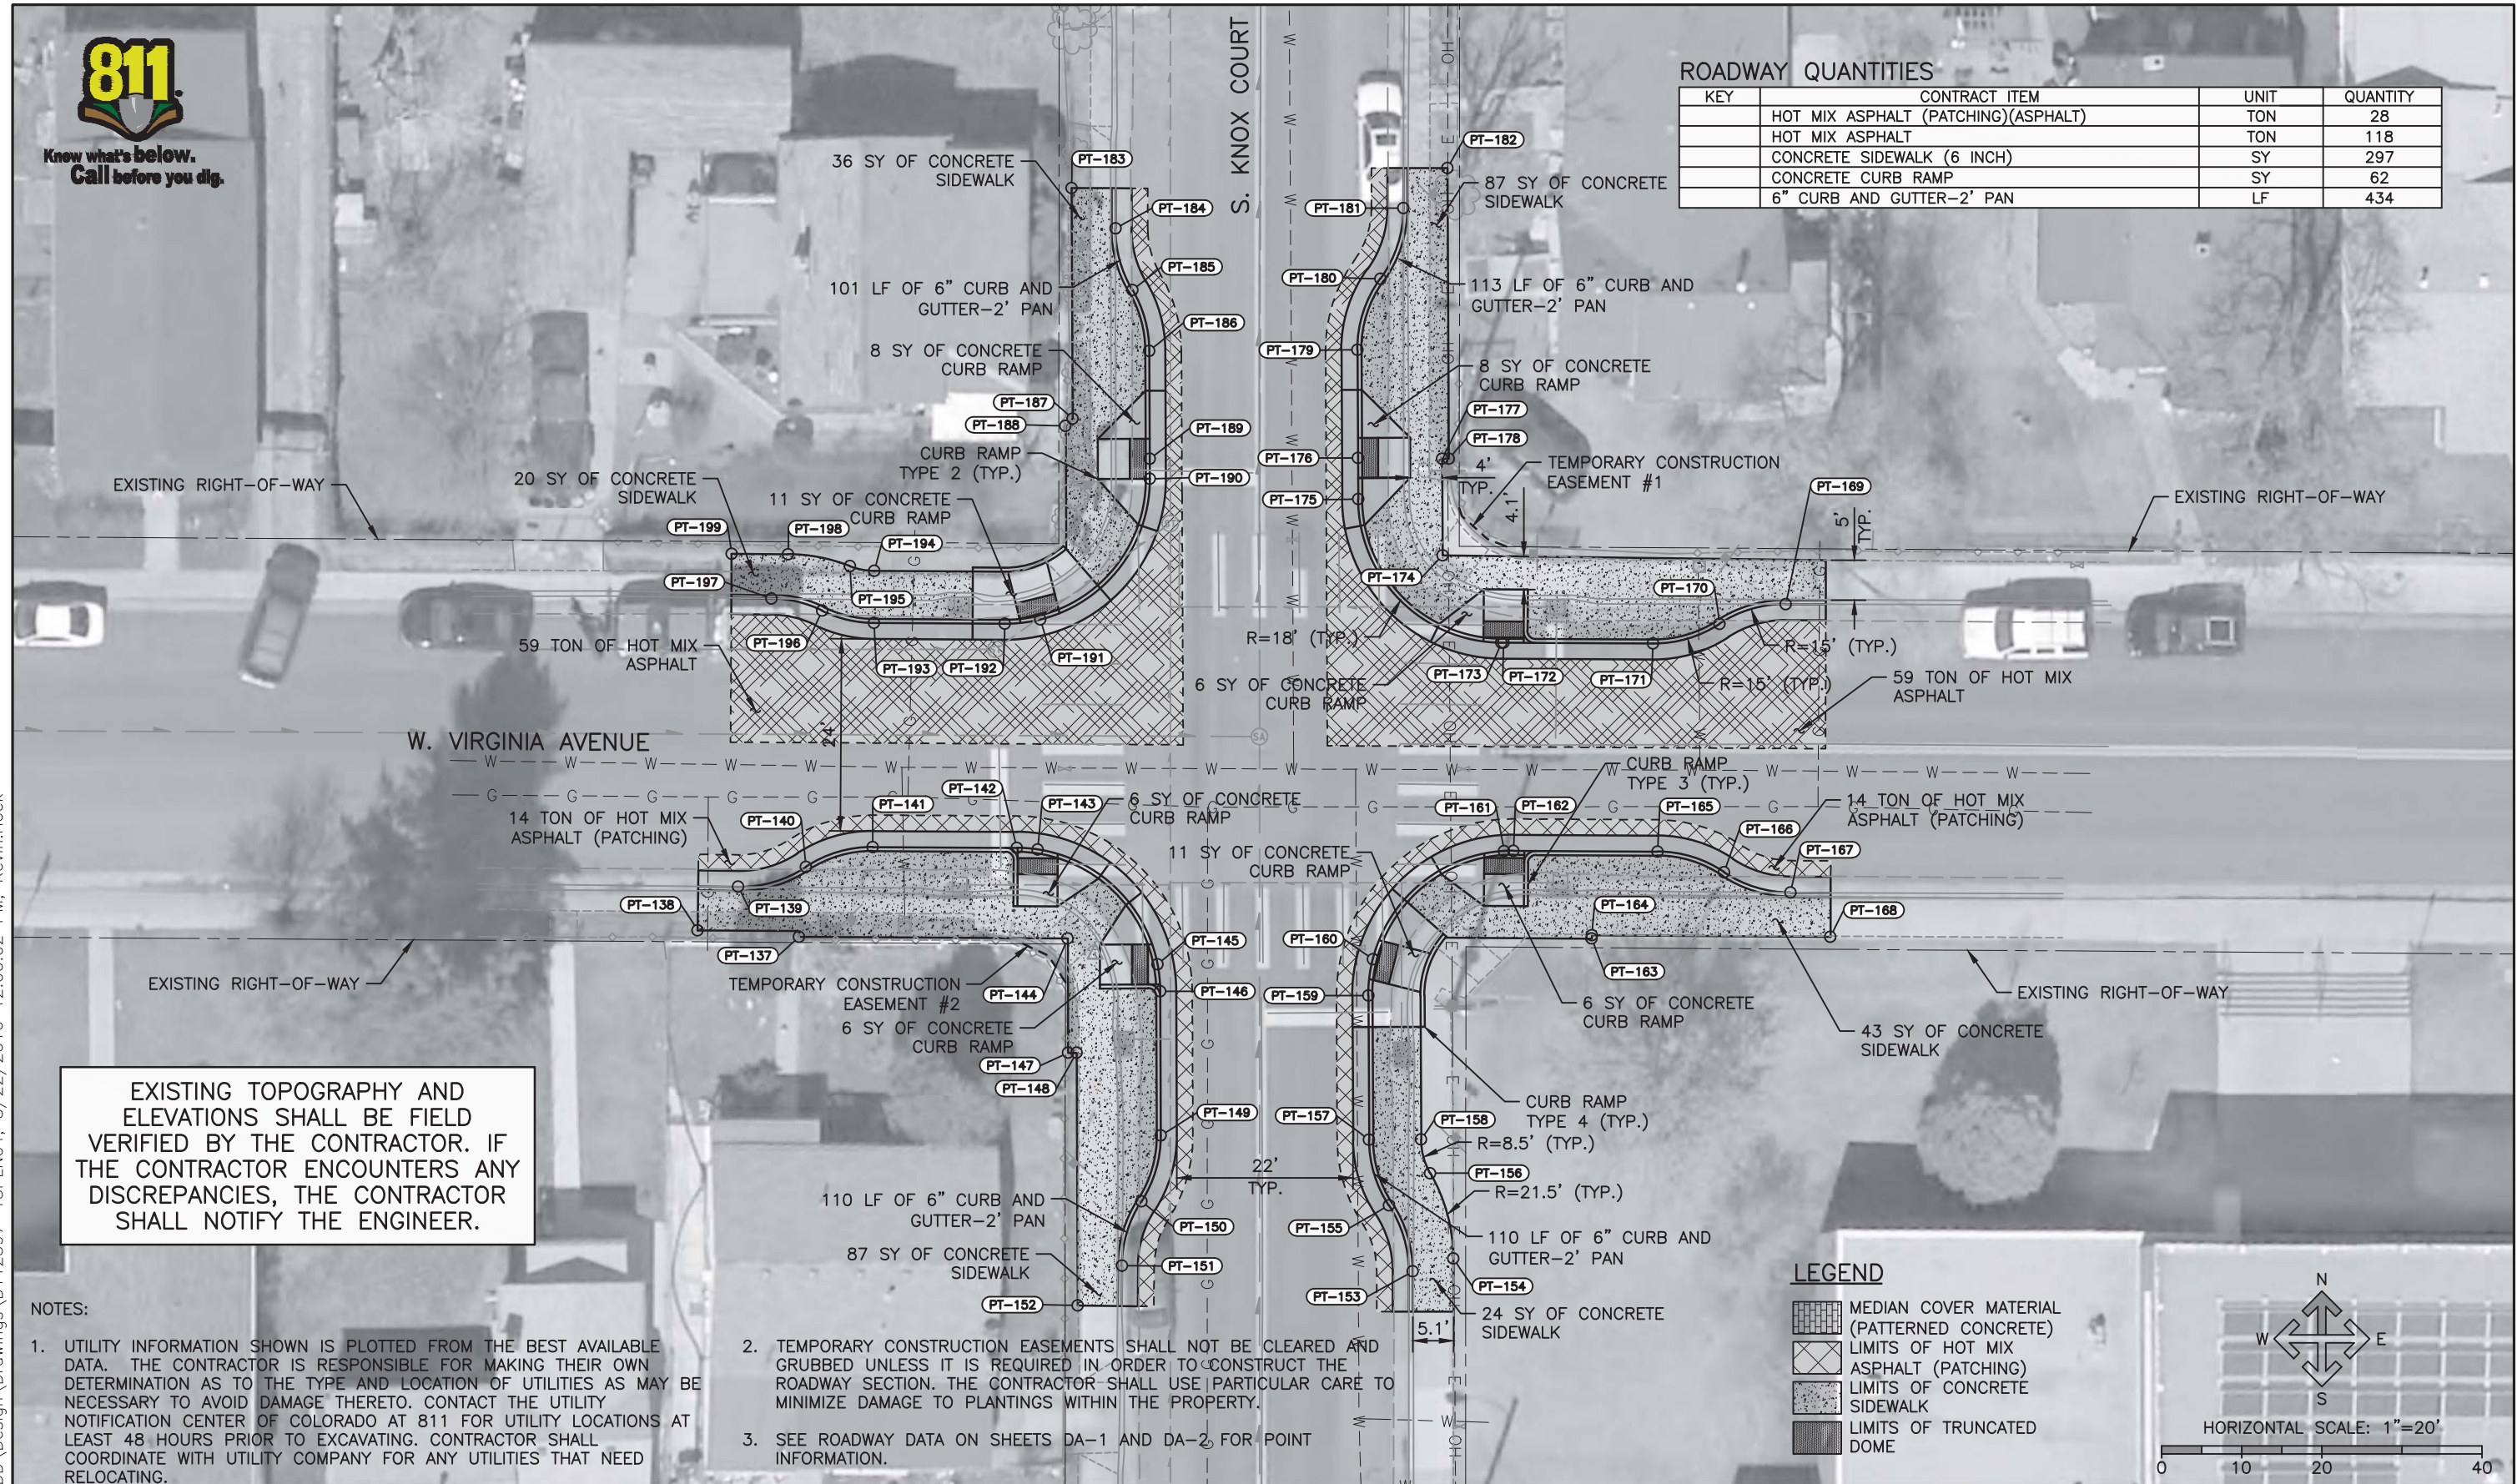 811
Know what's below.
Call before you dig.
S. KNOX COURT
ROADWAY QUANTITIES
KEY CONTRACT ITEM UNIT QUANTITY
HOT MIX ASPHALT (PATCHING)(ASPHALT) TON 28
HOT MIX ASPHALT TON 118
CONCRETE SIDEWALK (6 INCH) SY 297
CONCRETE CURB RAMP SY 62
6" CURB AND GUTTER-2' PAN LF 434
36 SY OF CONCRETE
SIDEWALK
PT-183
PT-184
PT-185
101 LF OF 6" CURB AND
GUTTER-2' PAN
PT-186
8 SY OF CONCRETE
CURB RAMP
PT-187
PT-188
PT-189
CURB RAMP
TYPE 2 (TYP.)
PT-190
PT-182
87 SY OF CONCRETE
SIDEWALK
PT-181
PT-180
113 LF OF 6" CURB AND
GUTTER-2' PAN
PT-179
8 SY OF CONCRETE
CURB RAMP
PT-177
PT-178
PT-176
4'
TYP.
TEMPORARY CONSTRUCTION
EASEMENT #1
PT-175
4.1'
PT-169
5'
TYP.
EXISTING RIGHT-OF-WAY
EXISTING RIGHT-OF-WAY
20 SY OF CONCRETE
SIDEWALK
11 SY OF CONCRETE
CURB RAMP
PT-199
PT-198
PT-194
PT-197
PT-195
PT-196
59 TON OF HOT MIX
ASPHALT
PT-193
PT-192
PT-191
24'
PT-174
PT-170
R=18' (TYP.)
R=15' (TYP.)
PT-173
PT-172
PT-171
R=15' (TYP.)
6 SY OF CONCRETE
CURB RAMP
59 TON OF HOT MIX
ASPHALT
W. VIRGINIA AVENUE
SA
CURB RAMP
TYPE 3 (TYP.)
14 TON OF HOT MIX
ASPHALT (PATCHING)
PT-140
PT-141
PT-142
PT-143
6 SY OF CONCRETE
CURB RAMP
PT-161
PT-162
PT-165
PT-166
PT-167
14 TON OF HOT MIX
ASPHALT (PATCHING)
11 SY OF CONCRETE
CURB RAMP
PT-138
PT-139
PT-137
PT-164
PT-168
PT-163
PT-160
PT-145
EXISTING RIGHT-OF-WAY
TEMPORARY CONSTRUCTION
EASEMENT #2
PT-144
PT-146
PT-159
6 SY OF CONCRETE
CURB RAMP
EXISTING RIGHT-OF-WAY
6 SY OF CONCRETE
CURB RAMP
43 SY OF CONCRETE
SIDEWALK
PT-147
PT-148
PT-149
PT-157
CURB RAMP
TYPE 4 (TYP.)
PT-158
R=8.5' (TYP.)
PT-156
R=21.5' (TYP.)
22'
TYP.
110 LF OF 6" CURB AND
GUTTER-2' PAN
PT-150
PT-155
110 LF OF 6" CURB AND
GUTTER-2' PAN
87 SY OF CONCRETE
SIDEWALK
PT-151
PT-152
PT-153
PT-154
24 SY OF CONCRETE
SIDEWALK
5.1'
EXISTING TOPOGRAPHY AND
ELEVATIONS SHALL BE FIELD
VERIFIED BY THE CONTRACTOR. IF
THE CONTRACTOR ENCOUNTERS ANY
DISCREPANCIES, THE CONTRACTOR
SHALL NOTIFY THE ENGINEER.
NOTES:
1. UTILITY INFORMATION SHOWN IS PLOTTED FROM THE BEST AVAILABLE
DATA. THE CONTRACTOR IS RESPONSIBLE FOR MAKING THEIR OWN
DETERMINATION AS TO THE TYPE AND LOCATION OF UTILITIES AS MAY BE
NECESSARY TO AVOID DAMAGE THERETO. CONTACT THE UTILITY
NOTIFICATION CENTER OF COLORADO AT 811 FOR UTILITY LOCATIONS AT
LEAST 48 HOURS PRIOR TO EXCAVATING. CONTRACTOR SHALL
COORDINATE WITH UTILITY COMPANY FOR ANY UTILITIES THAT NEED
RELOCATING.
2. TEMPORARY CONSTRUCTION EASEMENTS SHALL NOT BE CLEARED AND
GRUBBED UNLESS IT IS REQUIRED IN ORDER TO CONSTRUCT THE
ROADWAY SECTION. THE CONTRACTOR SHALL USE PARTICULAR CARE TO
MINIMIZE DAMAGE TO PLANTINGS WITHIN THE PROPERTY.
3. SEE ROADWAY DATA ON SHEETS DA-1 AND DA-2 FOR POINT
INFORMATION.
LEGEND
MEDIAN COVER MATERIAL
(PATTERNED CONCRETE)
LIMITS OF HOT MIX
ASPHALT (PATCHING)
LIMITS OF CONCRETE
SIDEWALK
LIMITS OF TRUNCATED
DOME
N
W E
S
HORIZONTAL SCALE: 1"=20'
0 10 20 40